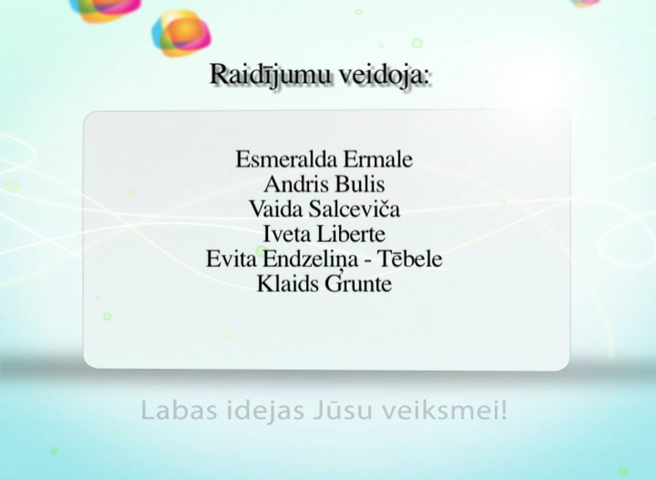 Raidījumu veidoja:
Esmeralda Ermale
Andris Bulis
Vaida Salceviča
Iveta Liberte
Evita Endzeliņa - Tēbele
Klaids Grunte
Labas idejas Jūsu veiksmei!